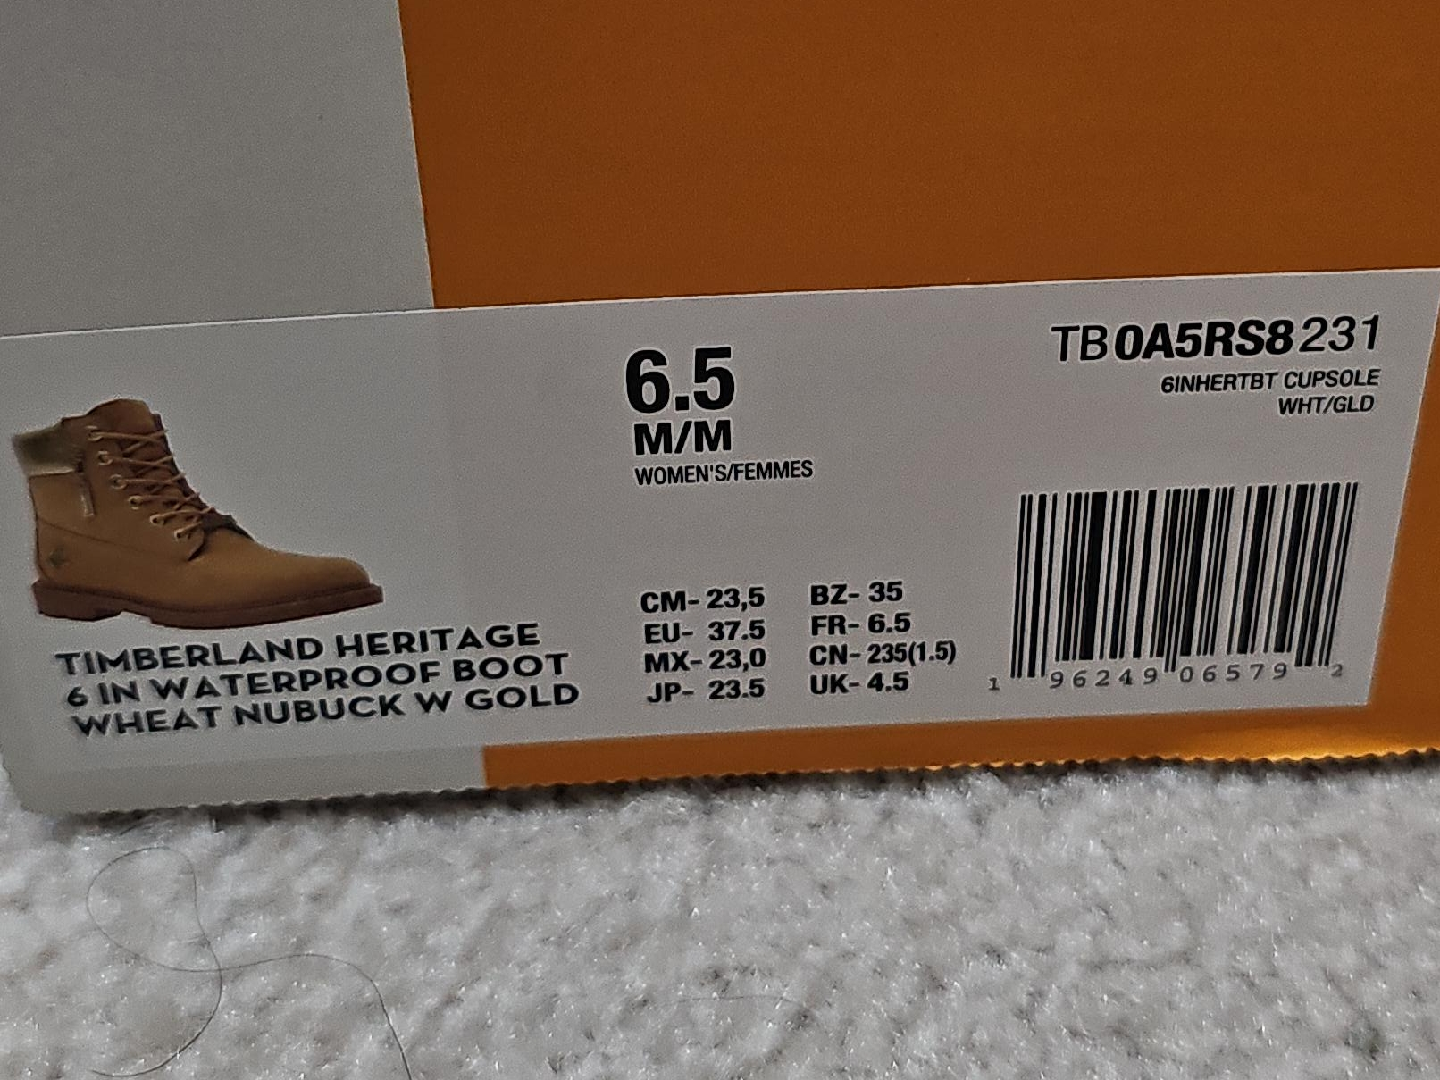 6.5
M/M
WOMEN'S/FEMMES
TB0A5RS8231
6INHERTBT CUPSOLE
WHT/GLD
TIMBERLAND HERITAGE
6 IN WATERPROOF BOOT
WHEAT NUBUCK W GOLD
CM- 23,5 BZ- 35
EU- 37.5 FR- 6.5
MX- 23,0 CN- 235(1.5)
JP- 23.5 UK- 4.5
1 96249 06579 2